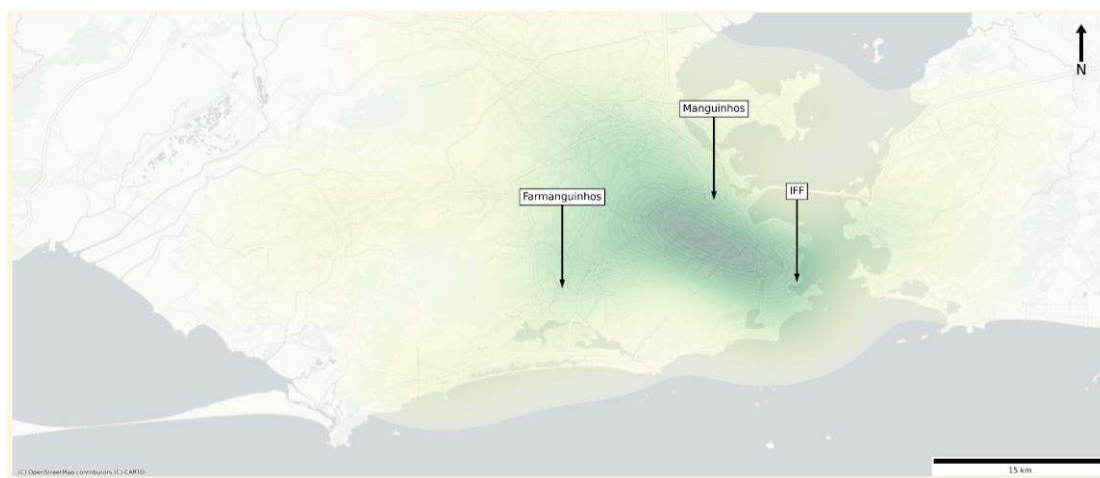 N
Manguinhos
IFF
Farmanguinhos
(C) OpenStreetMap contributors (C) CARTO
15 km